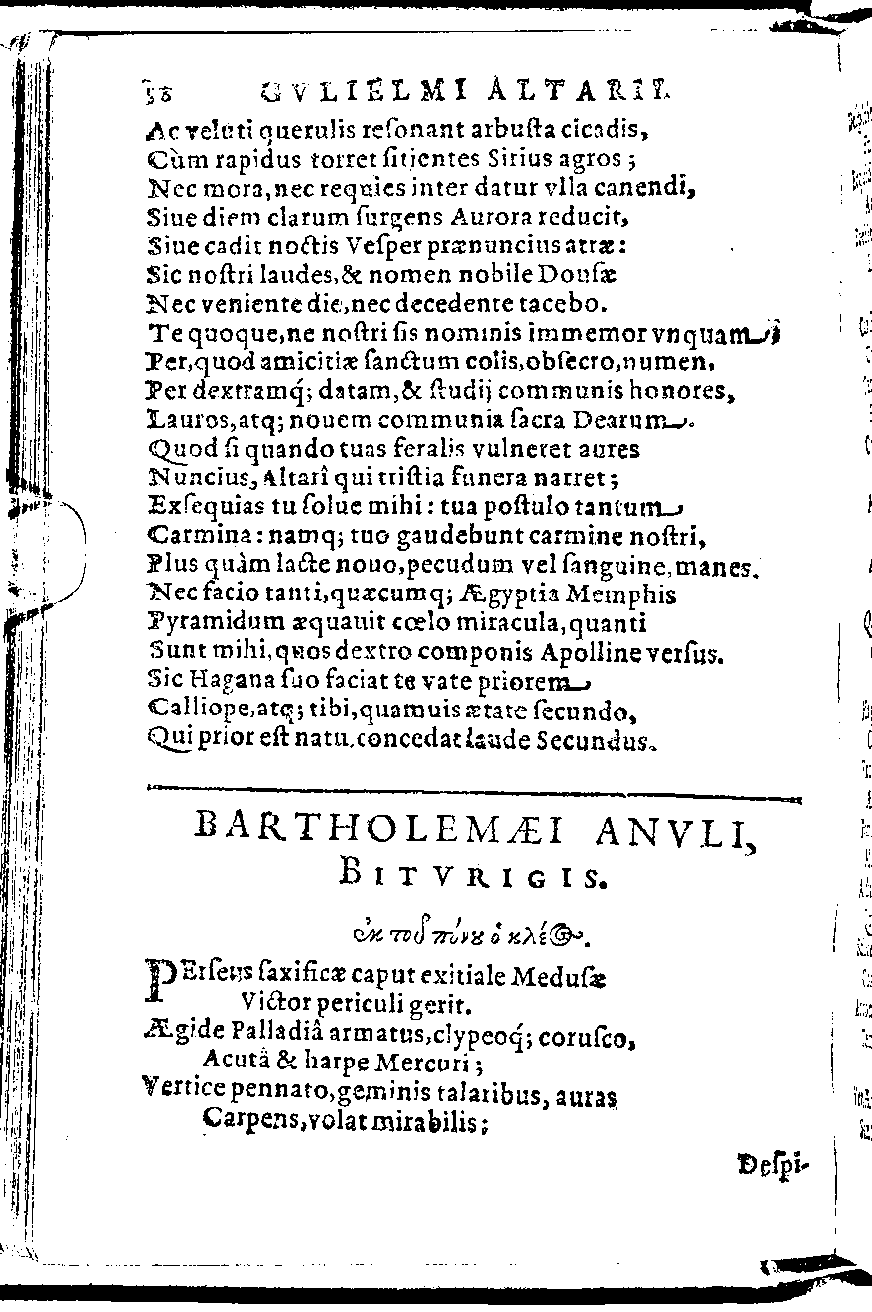 58 GVLIELMI ALTARII.
Ac veluti querulis reſonant arbuſta cicadis,
Cùm rapidus torret ſitientes Sirius agros;
Nec mora, nec requies inter datur vlla canendi,
Siue diem clarum ſurgens Aurora reducit,
Siue cadit noctis Veſper prænuncius atræ:
Sic noſtri laudes, & nomen nobile Douſæ
Nec veniente die, nec decedente tacebo.
Te quoque, ne noſtri ſis nominis immemor vnquam,
Per, quod amicitiæ ſanctum colis, obſecro, numen,
Per dextramq́; datam, & ſtudij communis honores,
Lauros, atq; nouem communia ſacra Dearum.
Quod ſi quando tuas feralis vulneret aures
Nuncius, Altarî qui triſtia funera narret;
Exſequias tu ſolue mihi: tua poſtulo tantum
Carmina: namq; tuo gaudebunt carmine noſtri,
Plus quàm lacte nouo, pecudum vel ſanguine, manes.
Nec facio tanti, quæcumq; Ægyptia Memphis
Pyramidum æquauit cœlo miracula, quanti
Sunt mihi, quos dextro componis Apolline verſus.
Sic Hagana ſuo faciat te vate priorem
Calliope, atq; tibi, quamuis ætate ſecundo,
Qui prior eſt natu, concedat laude Secundus.
BARTHOLEMÆI ANVLI,
BITVRIGIS.
ἐκ τοῦ πόνου ὁ κλέος.
PErſeus ſaxificæ caput exitiale Meduſæ
Victor periculi gerit.
Ægide Palladiâ armatus, clypeoq́; coruſco,
Acutâ & harpe Mercuri;
Vertice pennato, geminis talaribus, auras
Carpens, volat mirabilis;
Deſpi-